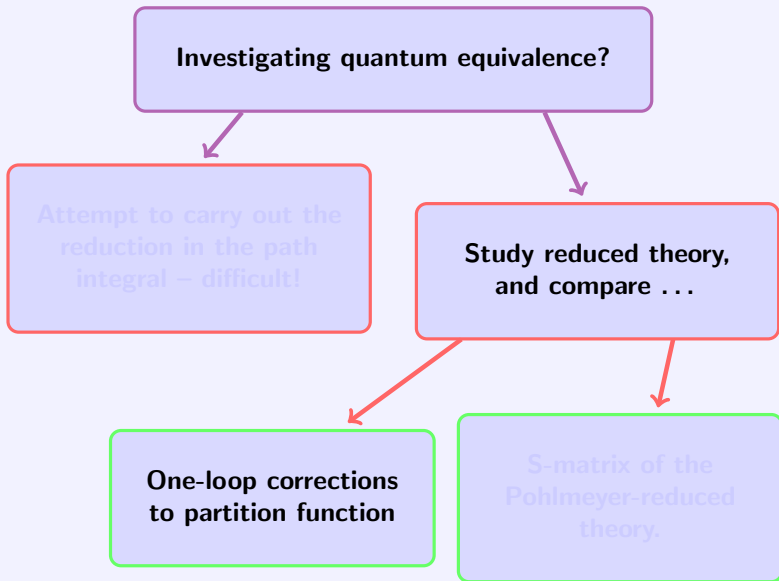 Investigating quantum equivalence?
Attempt to carry out the
reduction in the path
integral – difficult!
Study reduced theory,
and compare . . .
One-loop corrections
to partition function
S-matrix of the
Pohlmeyer-reduced
theory.